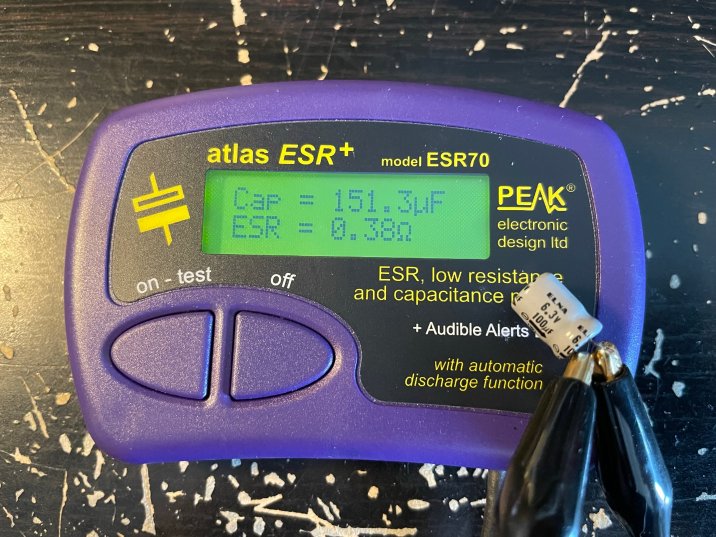 atlas ESR+ model ESR70
Cap = 151.3µF
ESR = 0.38Ω
PEAK®
electronic
design ltd
on - test
off
ESR, low resistance
and capacitance
+ Audible Alerts
with automatic
discharge function
ELNA
6.3V
100µF